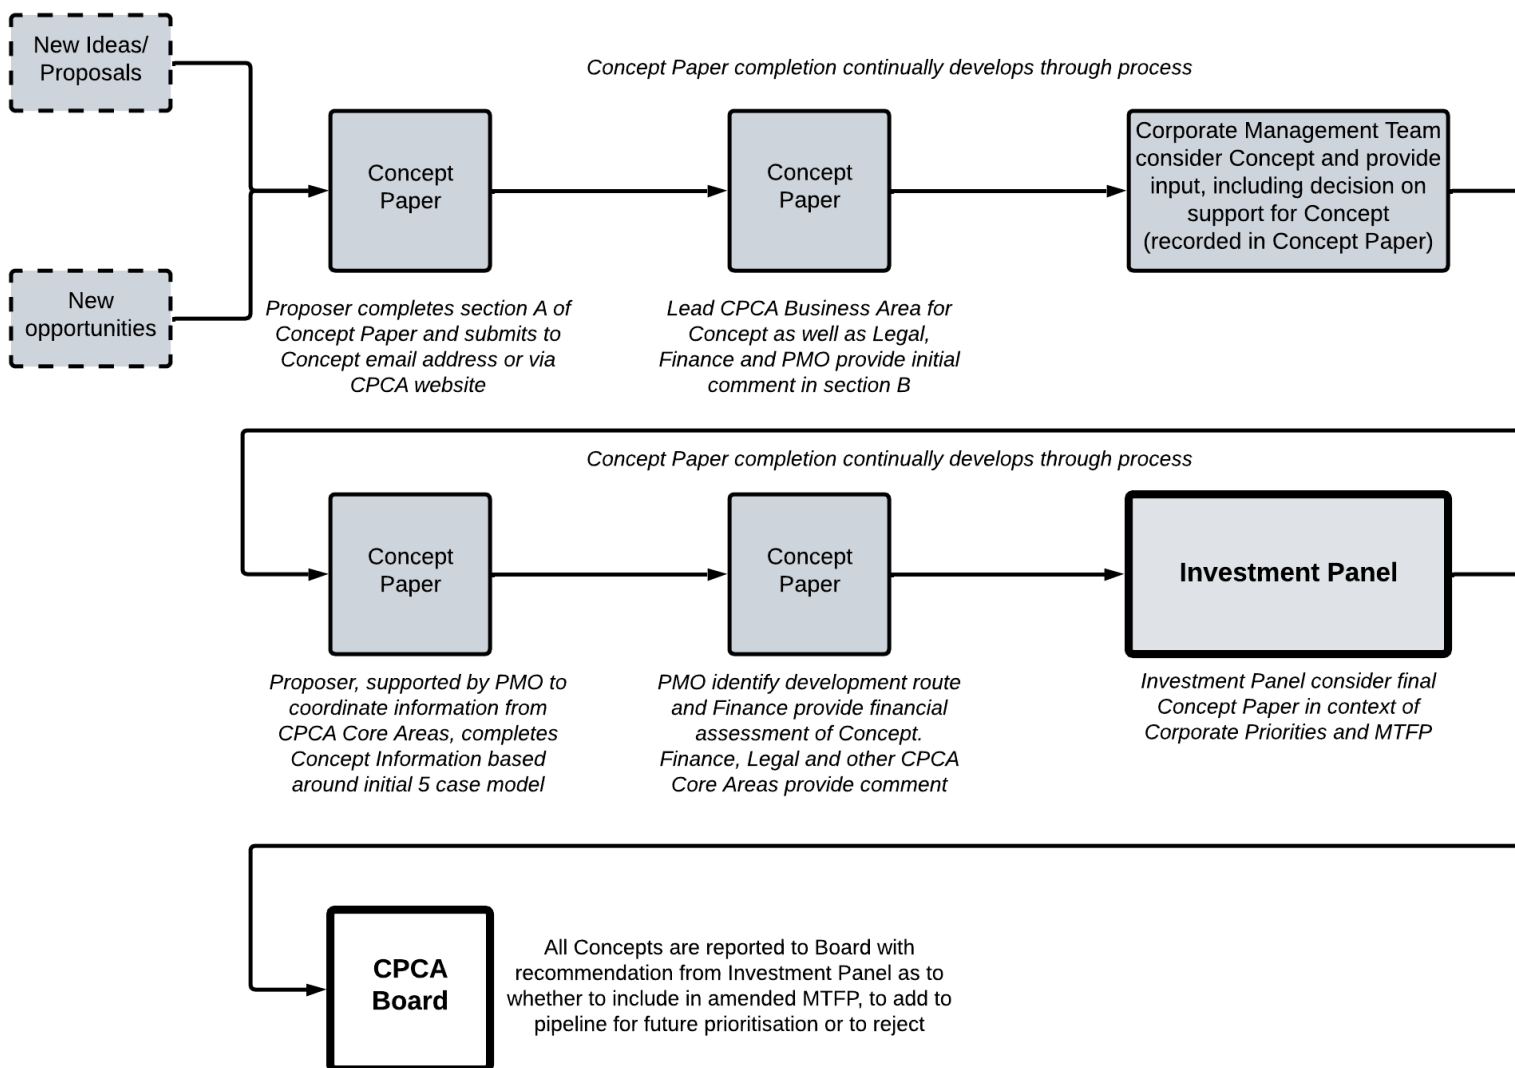 New Ideas/
Proposals
Concept Paper completion continually develops through process
Concept
Paper
Concept
Paper
Corporate Management Team
consider Concept and provide
input, including decision on
support for Concept
(recorded in Concept Paper)
New
opportunities
Proposer completes section A of
Concept Paper and submits to
Concept email address or via
CPCA website
Lead CPCA Business Area for
Concept as well as Legal,
Finance and PMO provide initial
comment in section B
Concept Paper completion continually develops through process
Concept
Paper
Concept
Paper
Investment Panel
Proposer, supported by PMO to
coordinate information from
CPCA Core Areas, completes
Concept Information based
around initial 5 case model
PMO identify development route
and Finance provide financial
assessment of Concept.
Finance, Legal and other CPCA
Core Areas provide comment
Investment Panel consider final
Concept Paper in context of
Corporate Priorities and MTFP
CPCA
Board
All Concepts are reported to Board with
recommendation from Investment Panel as to
whether to include in amended MTFP, to add to
pipeline for future prioritisation or to reject